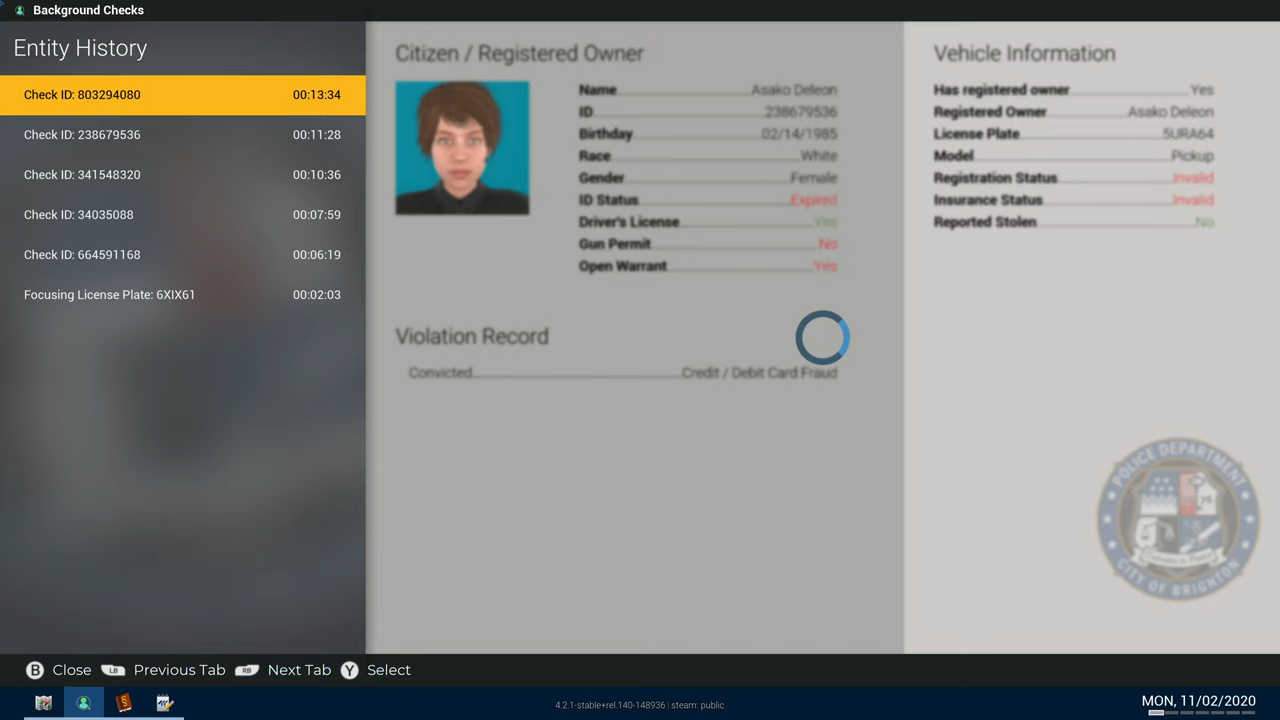 Background Checks
Entity History
Check ID: 803294080 00:13:34
Check ID: 238679536 00:11:28
Check ID: 341548320 00:10:36
Check ID: 34035088 00:07:59
Check ID: 664591168 00:06:19
Focusing License Plate: 6XIX61 00:02:03
Citizen / Registered Owner
Name Asako Deleon
ID 238679536
Birthday 02/14/1985
Race White
Gender Female
ID Status Expired
Driver's License Yes
Gun Permit No
Open Warrant Yes
Violation Record
Convicted Credit / Debit Card Fraud
Vehicle Information
Has registered owner Yes
Registered Owner Asako Deleon
License Plate 5URA64
Model Pickup
Registration Status Invalid
Insurance Status Invalid
Reported Stolen No
POLICE DEPARTMENT
CITY OF BRIGHTON
B Close LB Previous Tab RB Next Tab Y Select
4.2.1-stable+rel.140-148936 | steam: public
MON, 11/02/2020